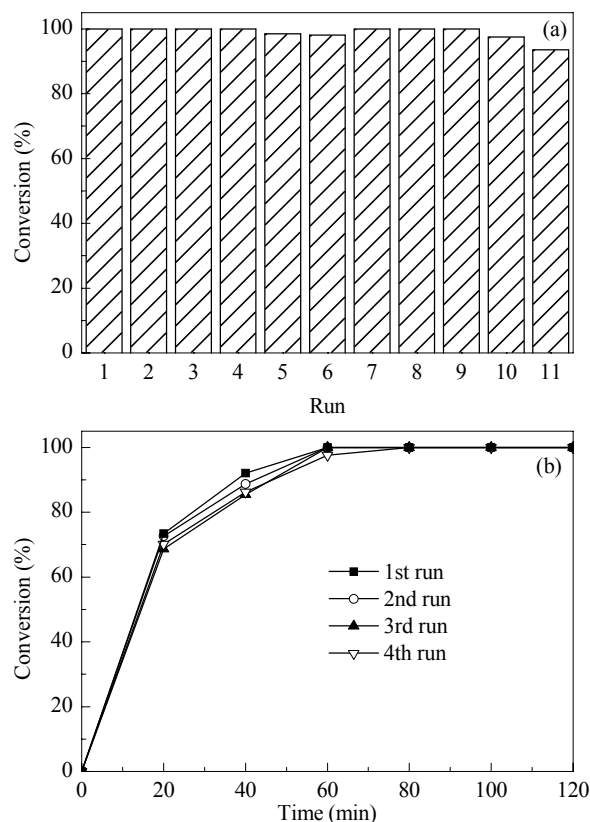 (a)
100
80
60
40
20
0
Conversion (%)
1 2 3 4 5 6 7 8 9 10 11
Run
(b)
100
80
60
40
20
0
Conversion (%)
1st run
2nd run
3rd run
4th run
0 20 40 60 80 100 120
Time (min)